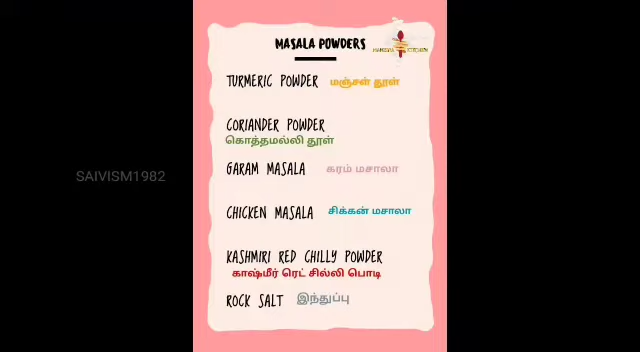 MASALA POWDERS
TURMERIC POWDER மஞ்சள் தூள்
CORIANDER POWDER
கொத்தமல்லி தூள்
GARAM MASALA கரம் மசாலா
SAIVISM1982
CHICKEN MASALA சிக்கன் மசாலா
KASHMIRI RED CHILLY POWDER
காஷ்மீர் ரெட் சில்லி பொடி
ROCK SALT இந்துப்பு